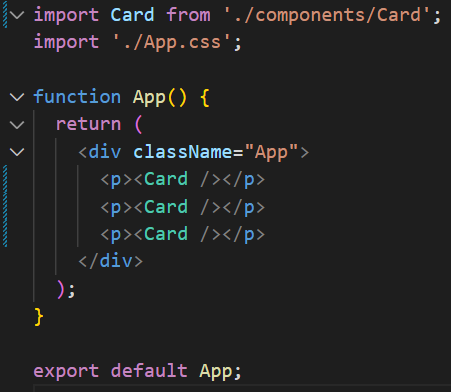 import Card from './components/Card';
import './App.css';

function App() {
  return (
    <div className="App">
      <p><Card /></p>
      <p><Card /></p>
      <p><Card /></p>
    </div>
  );
}

export default App;